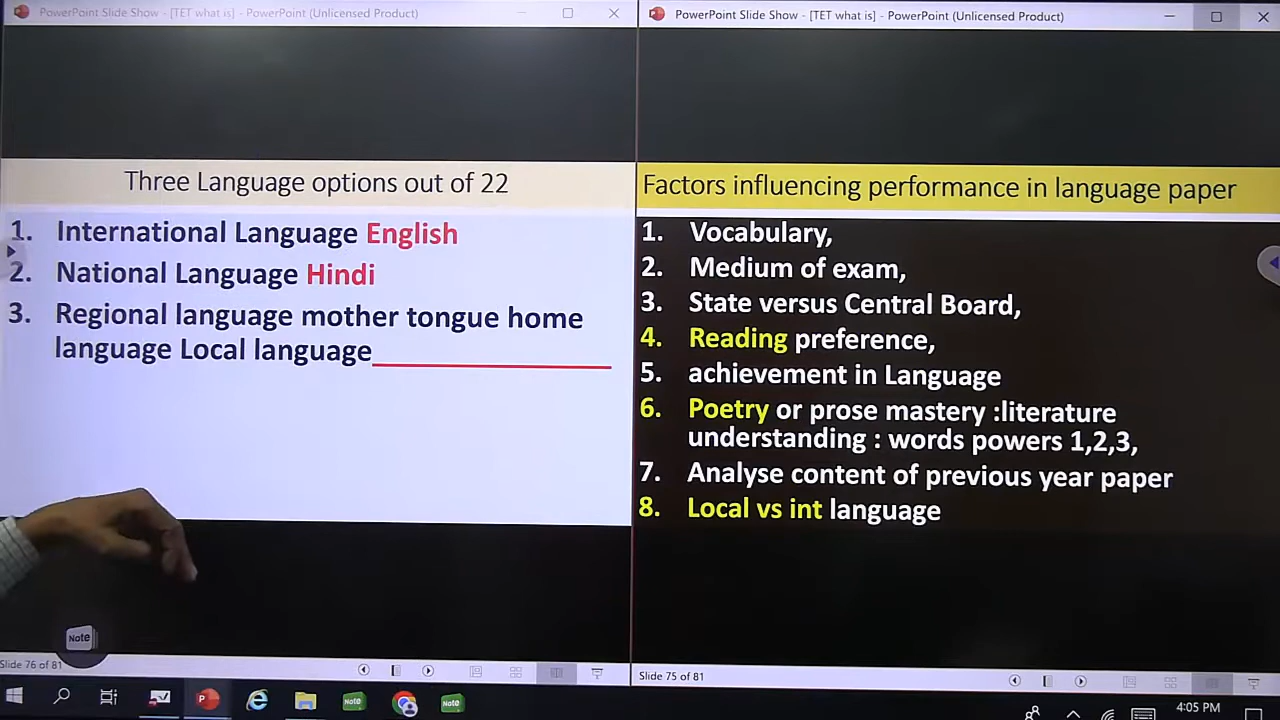 PowerPoint Slide Show - [TET what is] - PowerPoint (Unlicensed Product)
Three Language options out of 22
1. International Language English
2. National Language Hindi
3. Regional language mother tongue home
language Local language
Note
Slide 76 of 81
PowerPoint Slide Show - [TET what is] - PowerPoint (Unlicensed Product)
Factors influencing performance in language paper
1. Vocabulary,
2. Medium of exam,
3. State versus Central Board,
4. Reading preference,
5. achievement in Language
6. Poetry or prose mastery :literature
understanding : words powers 1,2,3,
7. Analyse content of previous year paper
8. Local vs int language
Slide 75 of 81
Note
Note
4:05 PM